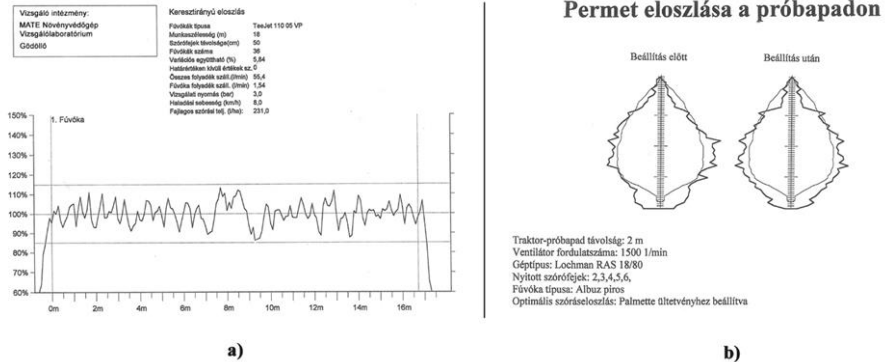 Vizsgáló intézmény:
MATE Növényvédőgép
Vizsgálólaboratórium
Gödöllő
Keresztirányú eloszlás
Fúvókák típusa TeeJet 110 05 VP
Munkaszélesség (m) 18
Szórófejek távolsága(cm) 50
Fúvókák száma 36
Variációs együttható (%) 5,84
Határértéken kívüli értékek sz. 0
Összes folyadék száll.(l/min) 55,4
Fúvóka folyadék száll. (l/min) 1,54
Vizsgálati nyomás (bar) 3,0
Haladási sebesség (km/h) 8,0
Fajlagos szórási telj. (l/ha): 231,0
150%
1. Fúvóka
140%
130%
120%
110%
100%
90%
80%
70%
60%
0m 2m 4m 6m 8m 10m 12m 14m 16m
a)
Permet eloszlása a próbapadon
Beállítás előtt Beállítás után
Traktor-próbapad távolság: 2 m
Ventilátor fordulatszáma: 1500 1/min
Géptípus: Lochman RAS 18/80
Nyitott szórófejek: 2,3,4,5,6,
Fúvóka típusa: Albuz piros
Optimális szóráseloszlás: Palmette ültetvényhez beállítva
b)